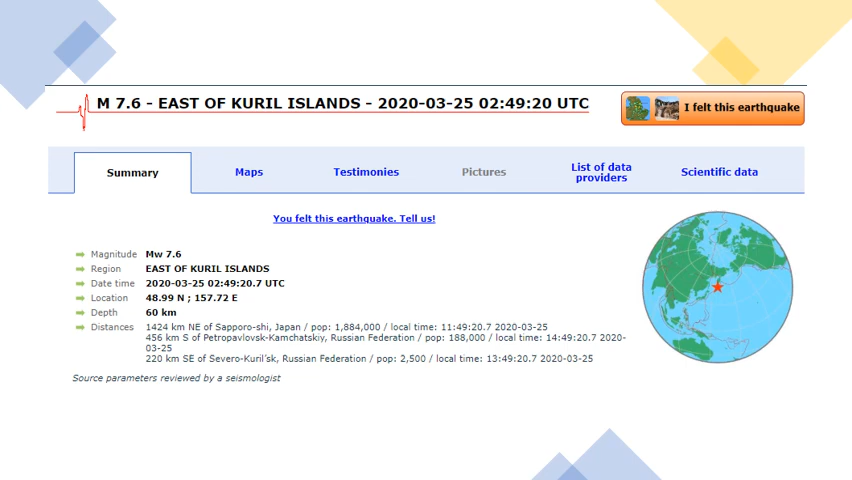 M 7.6 - EAST OF KURIL ISLANDS - 2020-03-25 02:49:20 UTC
I felt this earthquake
Summary
Maps
Testimonies
Pictures
List of data
providers
Scientific data
You felt this earthquake. Tell us!
Magnitude Mw 7.6
Region EAST OF KURIL ISLANDS
Date time 2020-03-25 02:49:20.7 UTC
Location 48.99 N ; 157.72 E
Depth 60 km
Distances 1424 km NE of Sapporo-shi, Japan / pop: 1,884,000 / local time: 11:49:20.7 2020-03-25
456 km S of Petropavlovsk-Kamchatskiy, Russian Federation / pop: 188,000 / local time: 14:49:20.7 2020-
03-25
220 km SE of Severo-Kuril'sk, Russian Federation / pop: 2,500 / local time: 13:49:20.7 2020-03-25
Source parameters reviewed by a seismologist